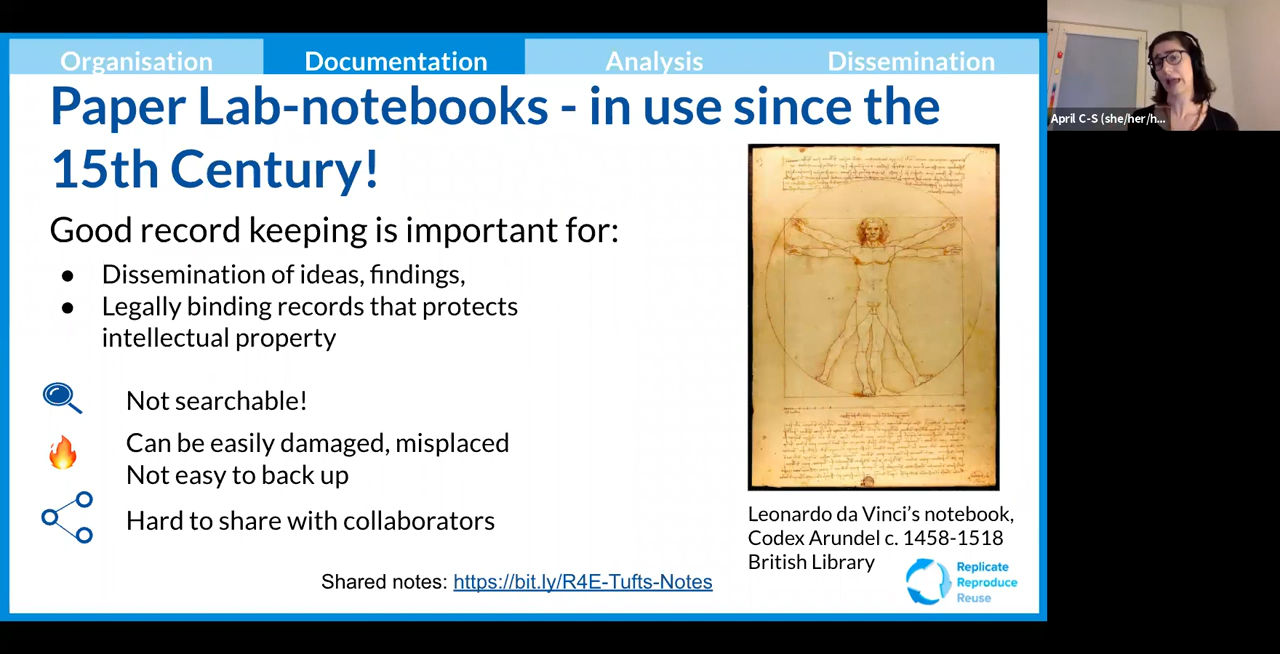 Organisation Documentation Analysis Dissemination
Paper Lab-notebooks - in use since the
15th Century!
Good record keeping is important for:
● Dissemination of ideas, findings,
● Legally binding records that protects
intellectual property
Not searchable!
Can be easily damaged, misplaced
Not easy to back up
Hard to share with collaborators
Leonardo da Vinci’s notebook,
Codex Arundel c. 1458-1518
British Library
Shared notes: https://bit.ly/R4E-Tufts-Notes
Replicate
Reproduce
Reuse
April C-S (she/her/h...